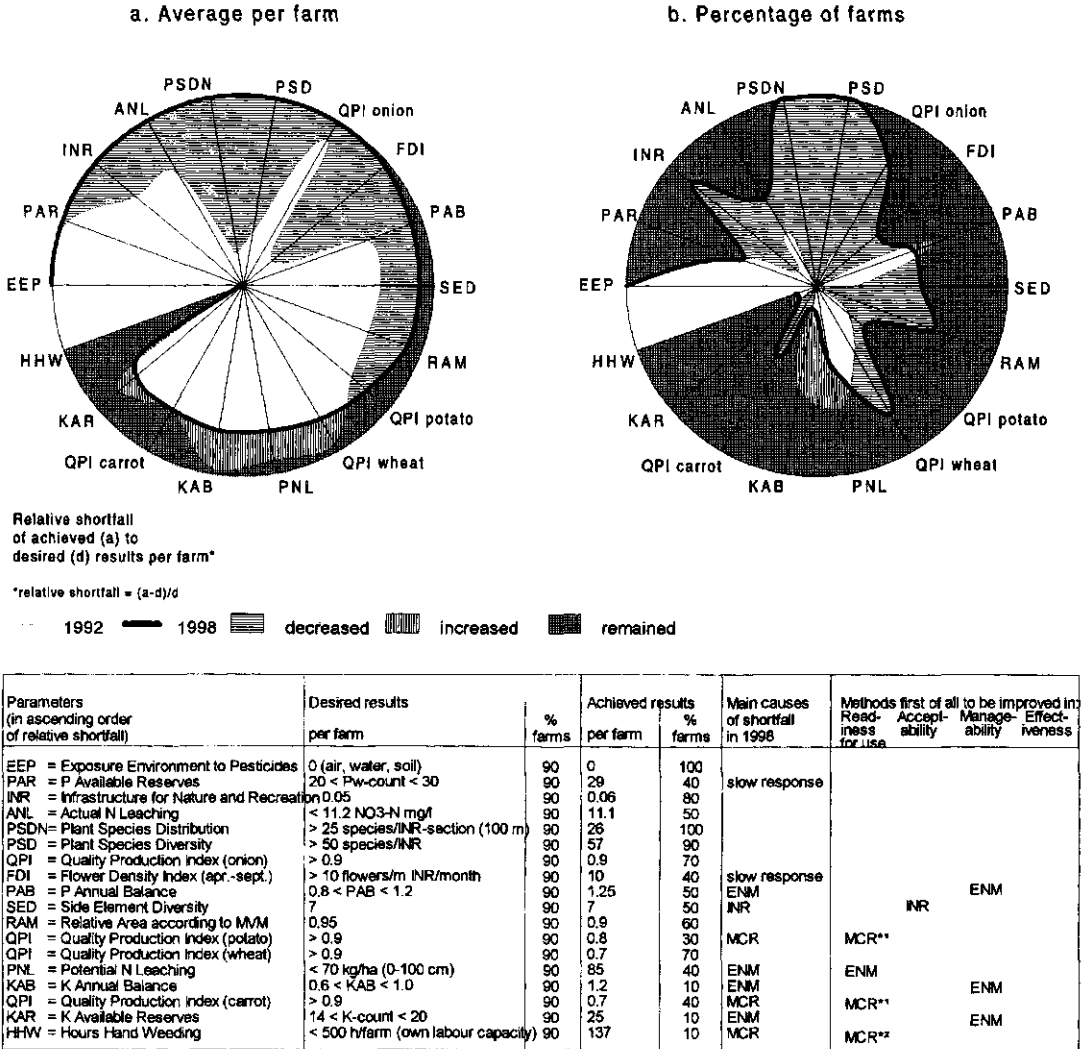 a. Average per farm
b. Percentage of farms
PSDN
PSD
ANL
QPI onion
INR
FDI
PAR
PAB
EEP
SED
HHW
RAM
KAR
QPI potato
QPI carrot
QPI wheat
KAB
PNL
PSDN
PSD
ANL
QPI onion
INR
FDI
PAR
PAB
EEP
SED
HHW
RAM
KAR
QPI potato
QPI carrot
QPI wheat
KAB
PNL
Relative shortfall
of achieved (a) to
desired (d) results per farm*
*relative shortfall = (a-d)/d
1992 1998 decreased increased remained
Parameters Desired results Achieved results Main causes Methods first of all to be improved in:
(in ascending order % % of shortfall Read- Accept- Manage- Effect-
of relative shortfall) per farm farms per farm farms in 1998 iness ability ability iveness
for use
EEP = Exposure Environment to Pesticides 0 (air, water, soil) 90 0 100
PAR = P Available Reserves 20 < Pw-count < 30 90 29 40 slow response
INR = Infrastructure for Nature and Recreation 0.05 90 0.06 80
ANL = Actual N Leaching < 11.2 NO3-N mg/l 90 11.1 50
PSDN= Plant Species Distribution > 25 species/INR-section (100 m) 90 26 100
PSD = Plant Species Diversity > 50 species/INR 90 57 90
QPI = Quality Production Index (onion) > 0.9 90 0.9 70
FDI = Flower Density Index (apr.-sept.) > 10 flowers/m INR/month 90 10 40 slow response
PAB = P Annual Balance 0.8 < PAB < 1.2 90 1.25 50 ENM ENM
SED = Side Element Diversity 7 90 7 50 INR INR
RAM = Relative Area according to MVM 0.95 90 0.9 60
QPI = Quality Production Index (potato) > 0.9 90 0.8 30 MCR MCR*¹
QPI = Quality Production Index (wheat) > 0.9 90 0.7 70
PNL = Potential N Leaching < 70 kg/ha (0-100 cm) 90 85 40 ENM ENM
KAB = K Annual Balance 0.6 < KAB < 1.0 90 1.2 10 ENM ENM
QPI = Quality Production Index (carrot) > 0.9 90 0.7 40 MCR MCR*¹
KAR = K Available Reserves 14 < K-count < 20 90 25 10 ENM ENM
HHW = Hours Hand Weeding < 500 h/farm (own labour capacity) 90 137 10 MCR MCR*²